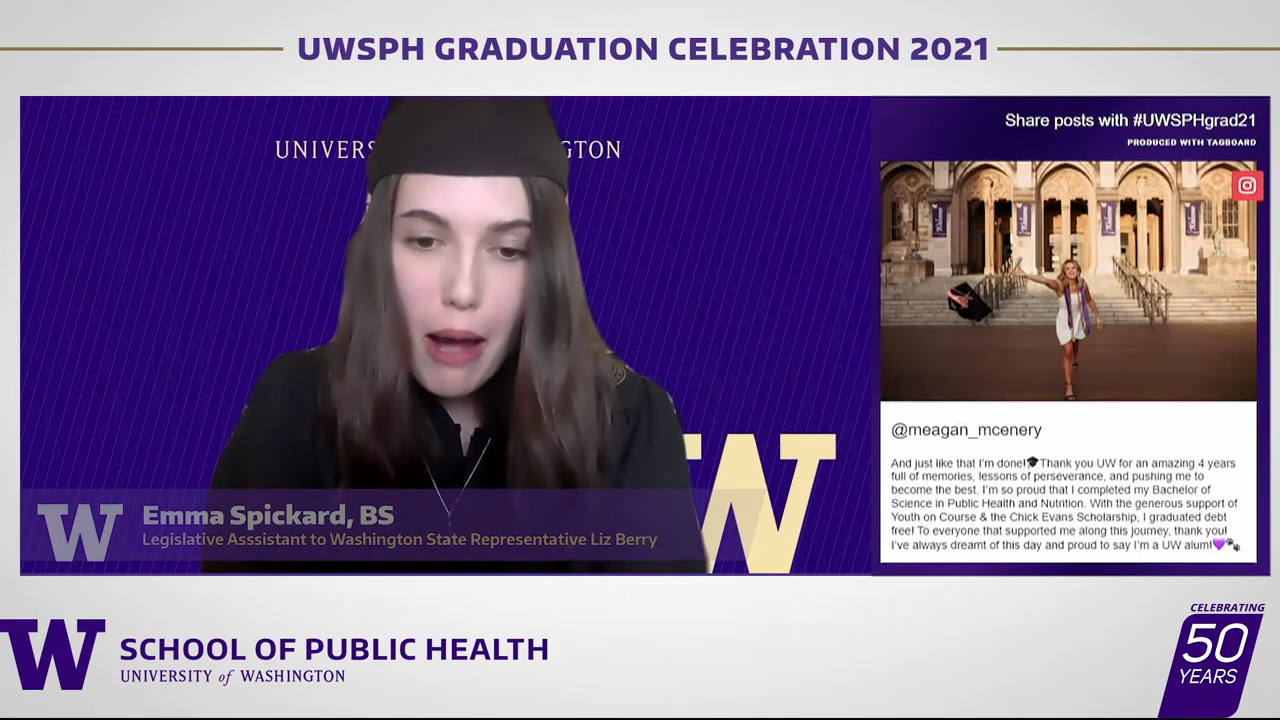 UWSPH GRADUATION CELEBRATION 2021
UNIVERS GTON
W
Emma Spickard, BS
Legislative Asssistant to Washington State Representative Liz Berry
W
Share posts with #UWSPHgrad21
PRODUCED WITH TAGBOARD
@meagan_mcenery
And just like that I'm done!🎓Thank you UW for an amazing 4 years
full of memories, lessons of perseverance, and pushing me to
become the best. I'm so proud that I completed my Bachelor of
Science in Public Health and Nutrition. With the generous support of
Youth on Course & the Chick Evans Scholarship, I graduated debt
free! To everyone that supported me along this journey, thank you!
I've always dreamt of this day and proud to say I'm a UW alum!💜🐾
W
SCHOOL OF PUBLIC HEALTH
UNIVERSITY of WASHINGTON
CELEBRATING
50
YEARS